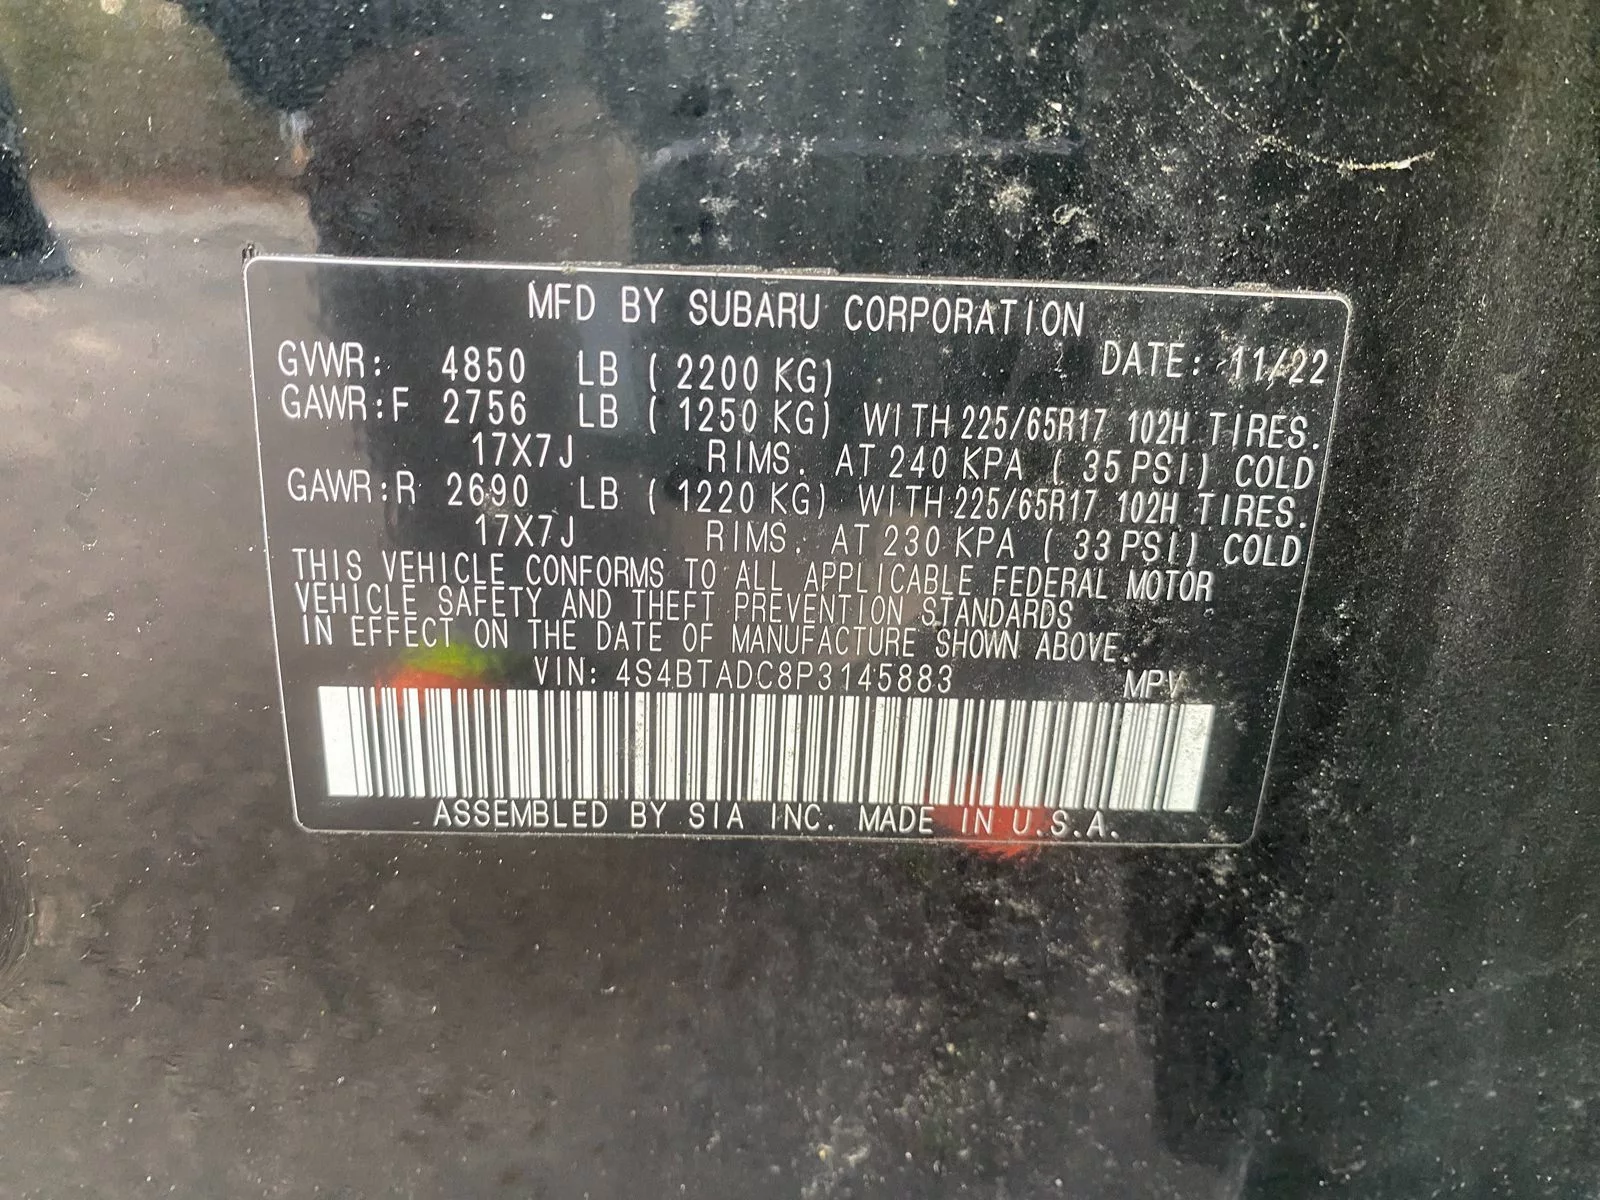 MFD BY SUBARU CORPORATION
GVWR: 4850 LB ( 2200 KG) DATE: 11/22
GAWR:F 2756 LB ( 1250 KG) WITH 225/65R17 102H TIRES.
17X7J RIMS. AT 240 KPA ( 35 PSI) COLD
GAWR:R 2690 LB ( 1220 KG) WITH 225/65R17 102H TIRES.
17X7J RIMS. AT 230 KPA ( 33 PSI) COLD
THIS VEHICLE CONFORMS TO ALL APPLICABLE FEDERAL MOTOR
VEHICLE SAFETY AND THEFT PREVENTION STANDARDS
IN EFFECT ON THE DATE OF MANUFACTURE SHOWN ABOVE.
VIN: 4S4BTADC8P3145883 MPV
ASSEMBLED BY SIA INC. MADE IN U.S.A.